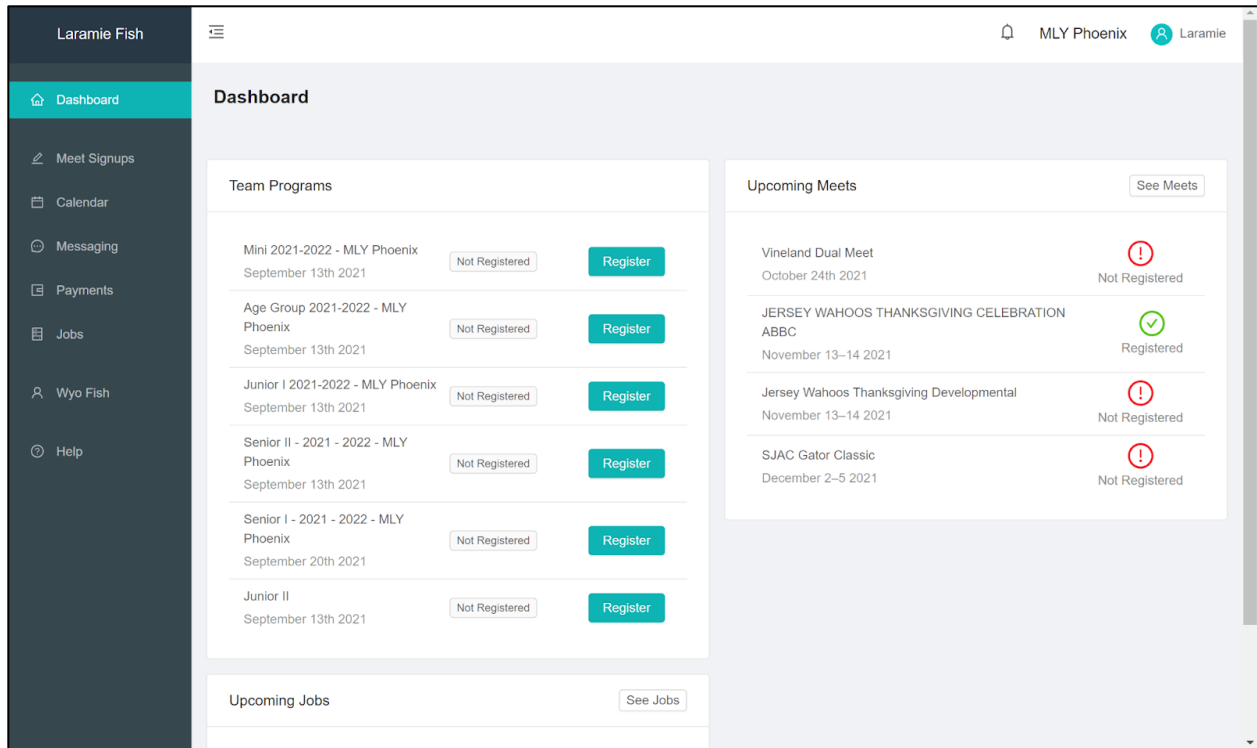 Laramie Fish
MLY Phoenix
Laramie
Dashboard
Meet Signups
Calendar
Messaging
Payments
Jobs
Wyo Fish
Help
Dashboard
Team Programs
Mini 2021-2022 - MLY Phoenix
September 13th 2021
Not Registered
Register
Age Group 2021-2022 - MLY
Phoenix
September 13th 2021
Not Registered
Register
Junior I 2021-2022 - MLY Phoenix
September 13th 2021
Not Registered
Register
Senior II - 2021 - 2022 - MLY
Phoenix
September 13th 2021
Not Registered
Register
Senior I - 2021 - 2022 - MLY
Phoenix
September 20th 2021
Not Registered
Register
Junior II
September 13th 2021
Not Registered
Register
Upcoming Jobs
See Jobs
Upcoming Meets
See Meets
Vineland Dual Meet
October 24th 2021
Not Registered
JERSEY WAHOOS THANKSGIVING CELEBRATION
ABBC
November 13–14 2021
Registered
Jersey Wahoos Thanksgiving Developmental
November 13–14 2021
Not Registered
SJAC Gator Classic
December 2–5 2021
Not Registered